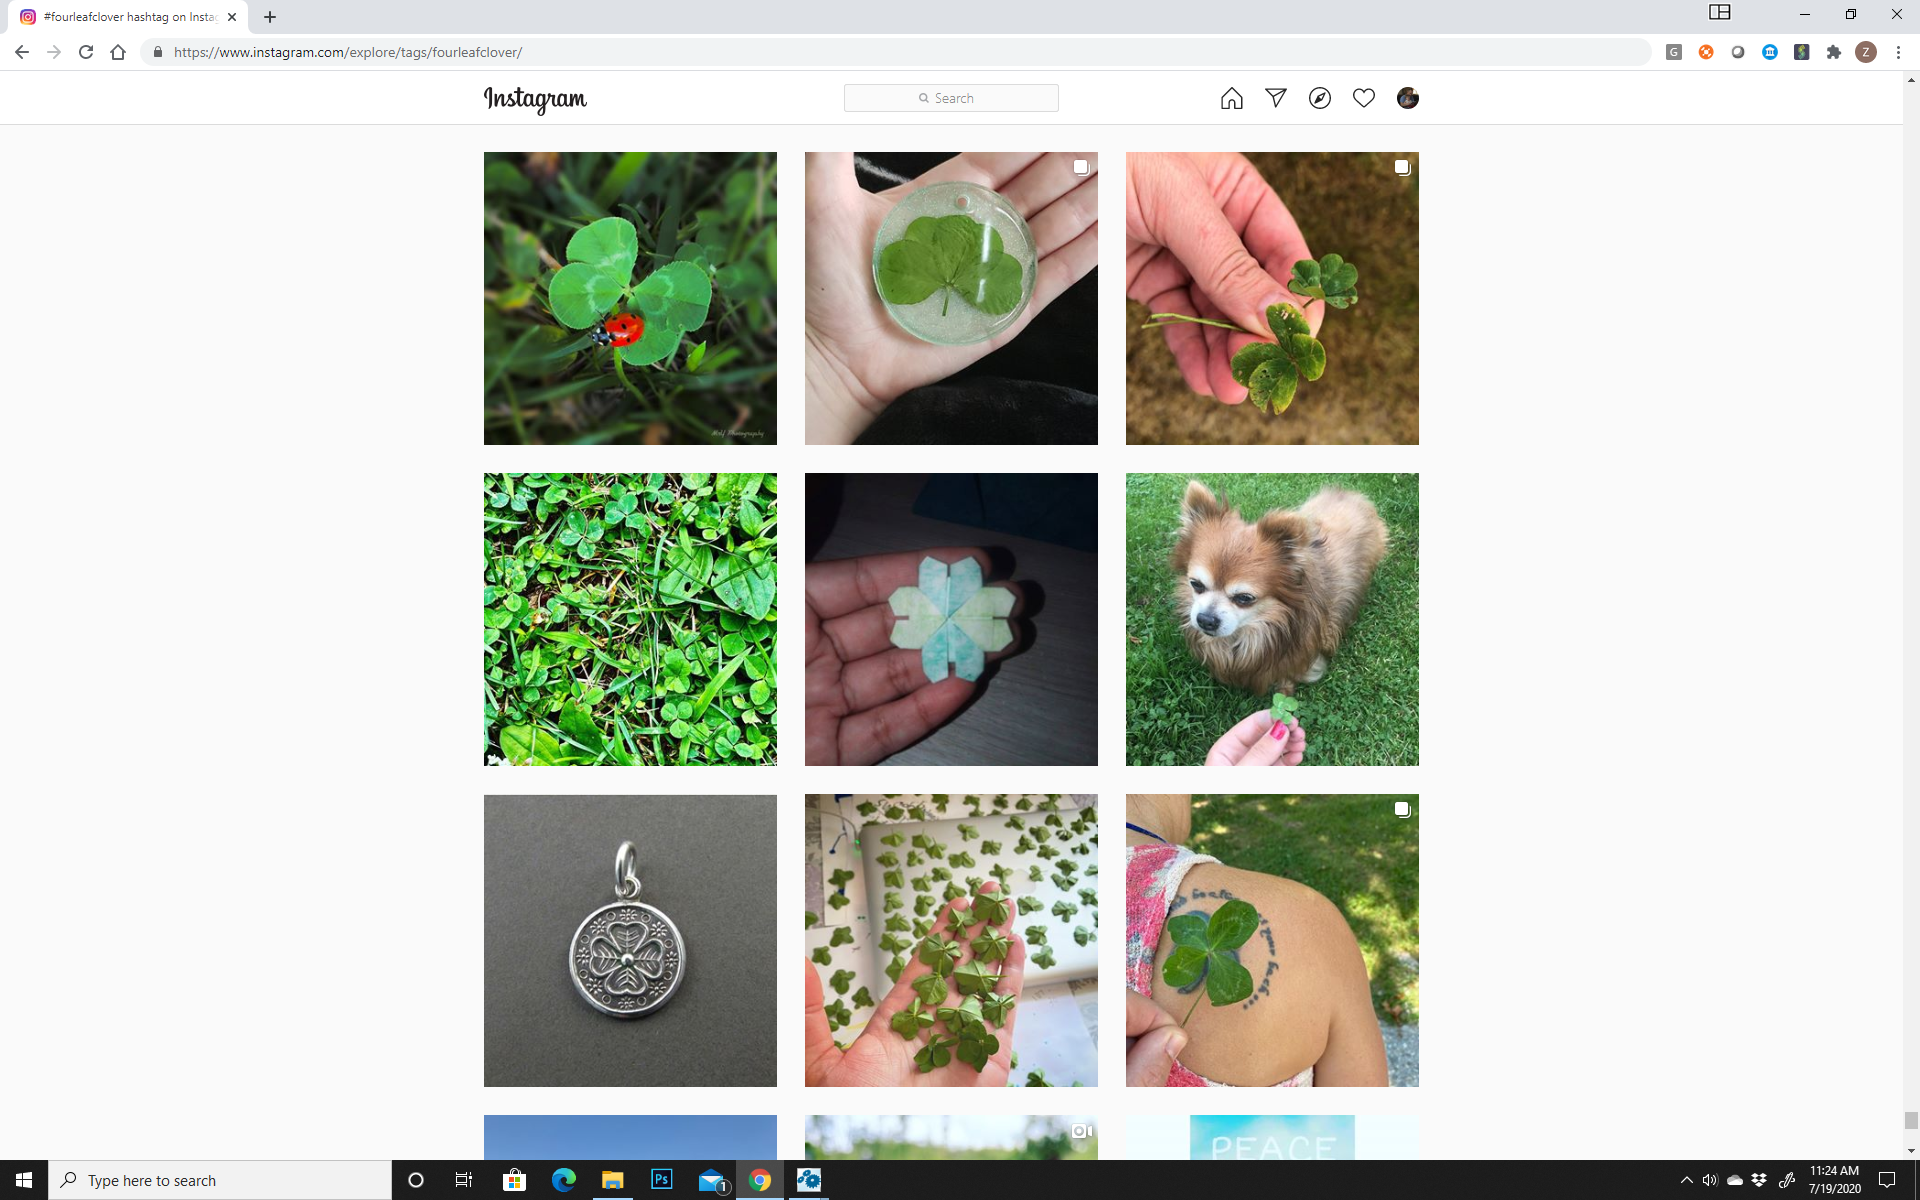 #fourleafclover hashtag on Insta
https://www.instagram.com/explore/tags/fourleafclover/
G
Z
Instagram
Search
PEACE
Type here to search
Ps
1
11:24 AM
7/19/2020